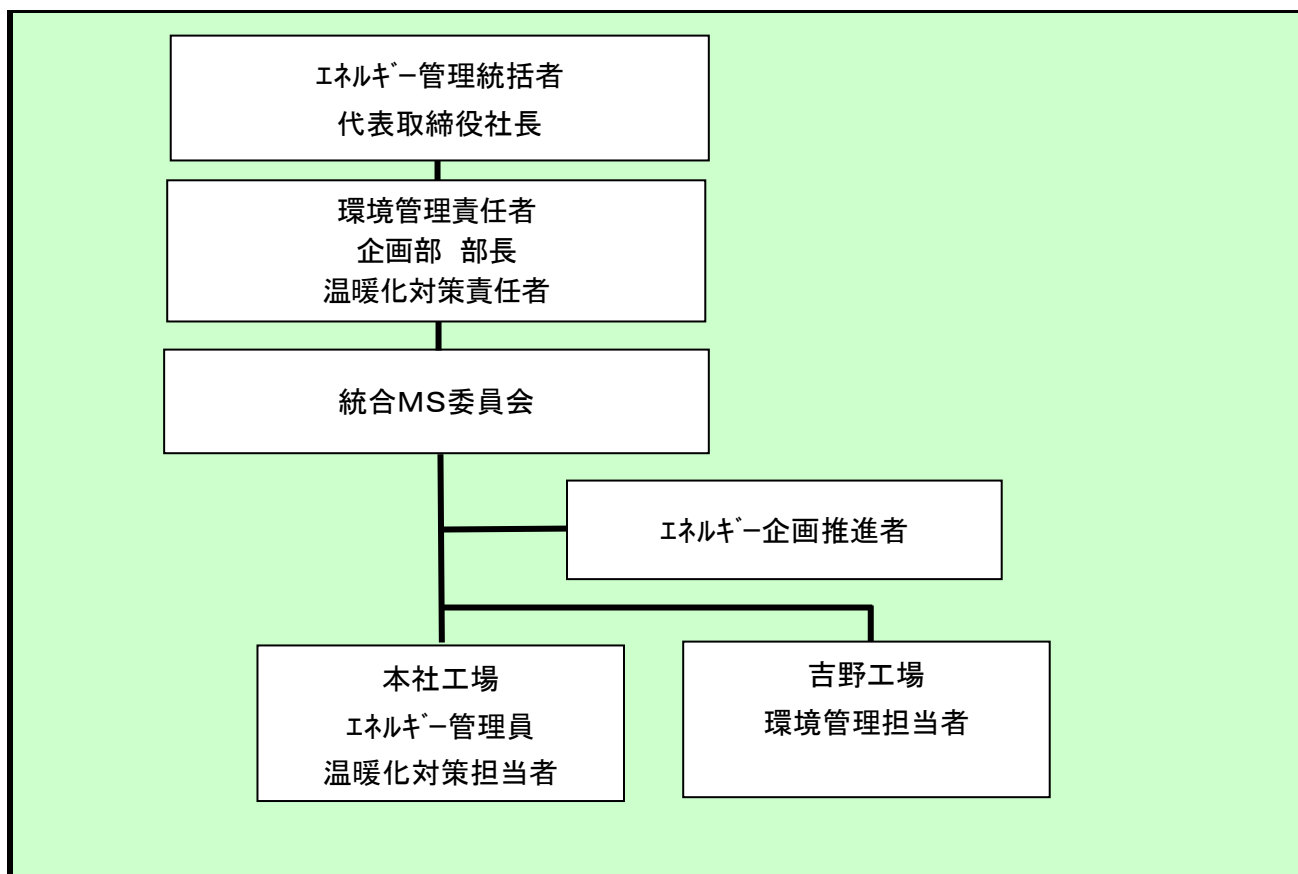 ｴﾈﾙｷﾞｰ管理統括者
代表取締役社長
環境管理責任者
企画部　部長
温暖化対策責任者
統合ＭＳ委員会
ｴﾈﾙｷﾞｰ企画推進者
本社工場
ｴﾈﾙｷﾞｰ管理員
温暖化対策担当者
吉野工場
環境管理担当者